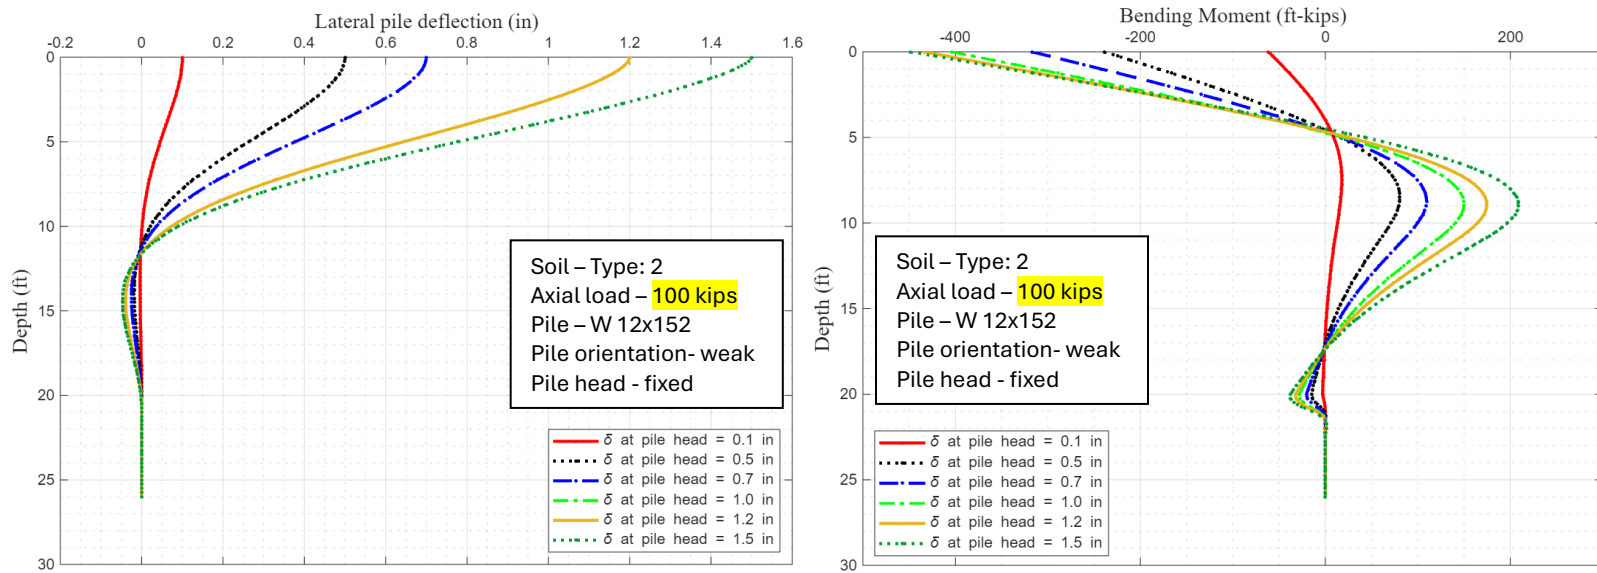 Lateral pile deflection (in)
-0.2 0 0.2 0.4 0.6 0.8 1 1.2 1.4 1.6
0
5
10
15
20
25
30
Depth (ft)
Soil – Type: 2
Axial load – 100 kips
Pile – W 12x152
Pile orientation- weak
Pile head - fixed
δ at pile head = 0.1 in
δ at pile head = 0.5 in
δ at pile head = 0.7 in
δ at pile head = 1.0 in
δ at pile head = 1.2 in
δ at pile head = 1.5 in
Bending Moment (ft-kips)
-400 -200 0 200
0
5
10
15
20
25
30
Depth (ft)
Soil – Type: 2
Axial load – 100 kips
Pile – W 12x152
Pile orientation- weak
Pile head - fixed
δ at pile head = 0.1 in
δ at pile head = 0.5 in
δ at pile head = 0.7 in
δ at pile head = 1.0 in
δ at pile head = 1.2 in
δ at pile head = 1.5 in